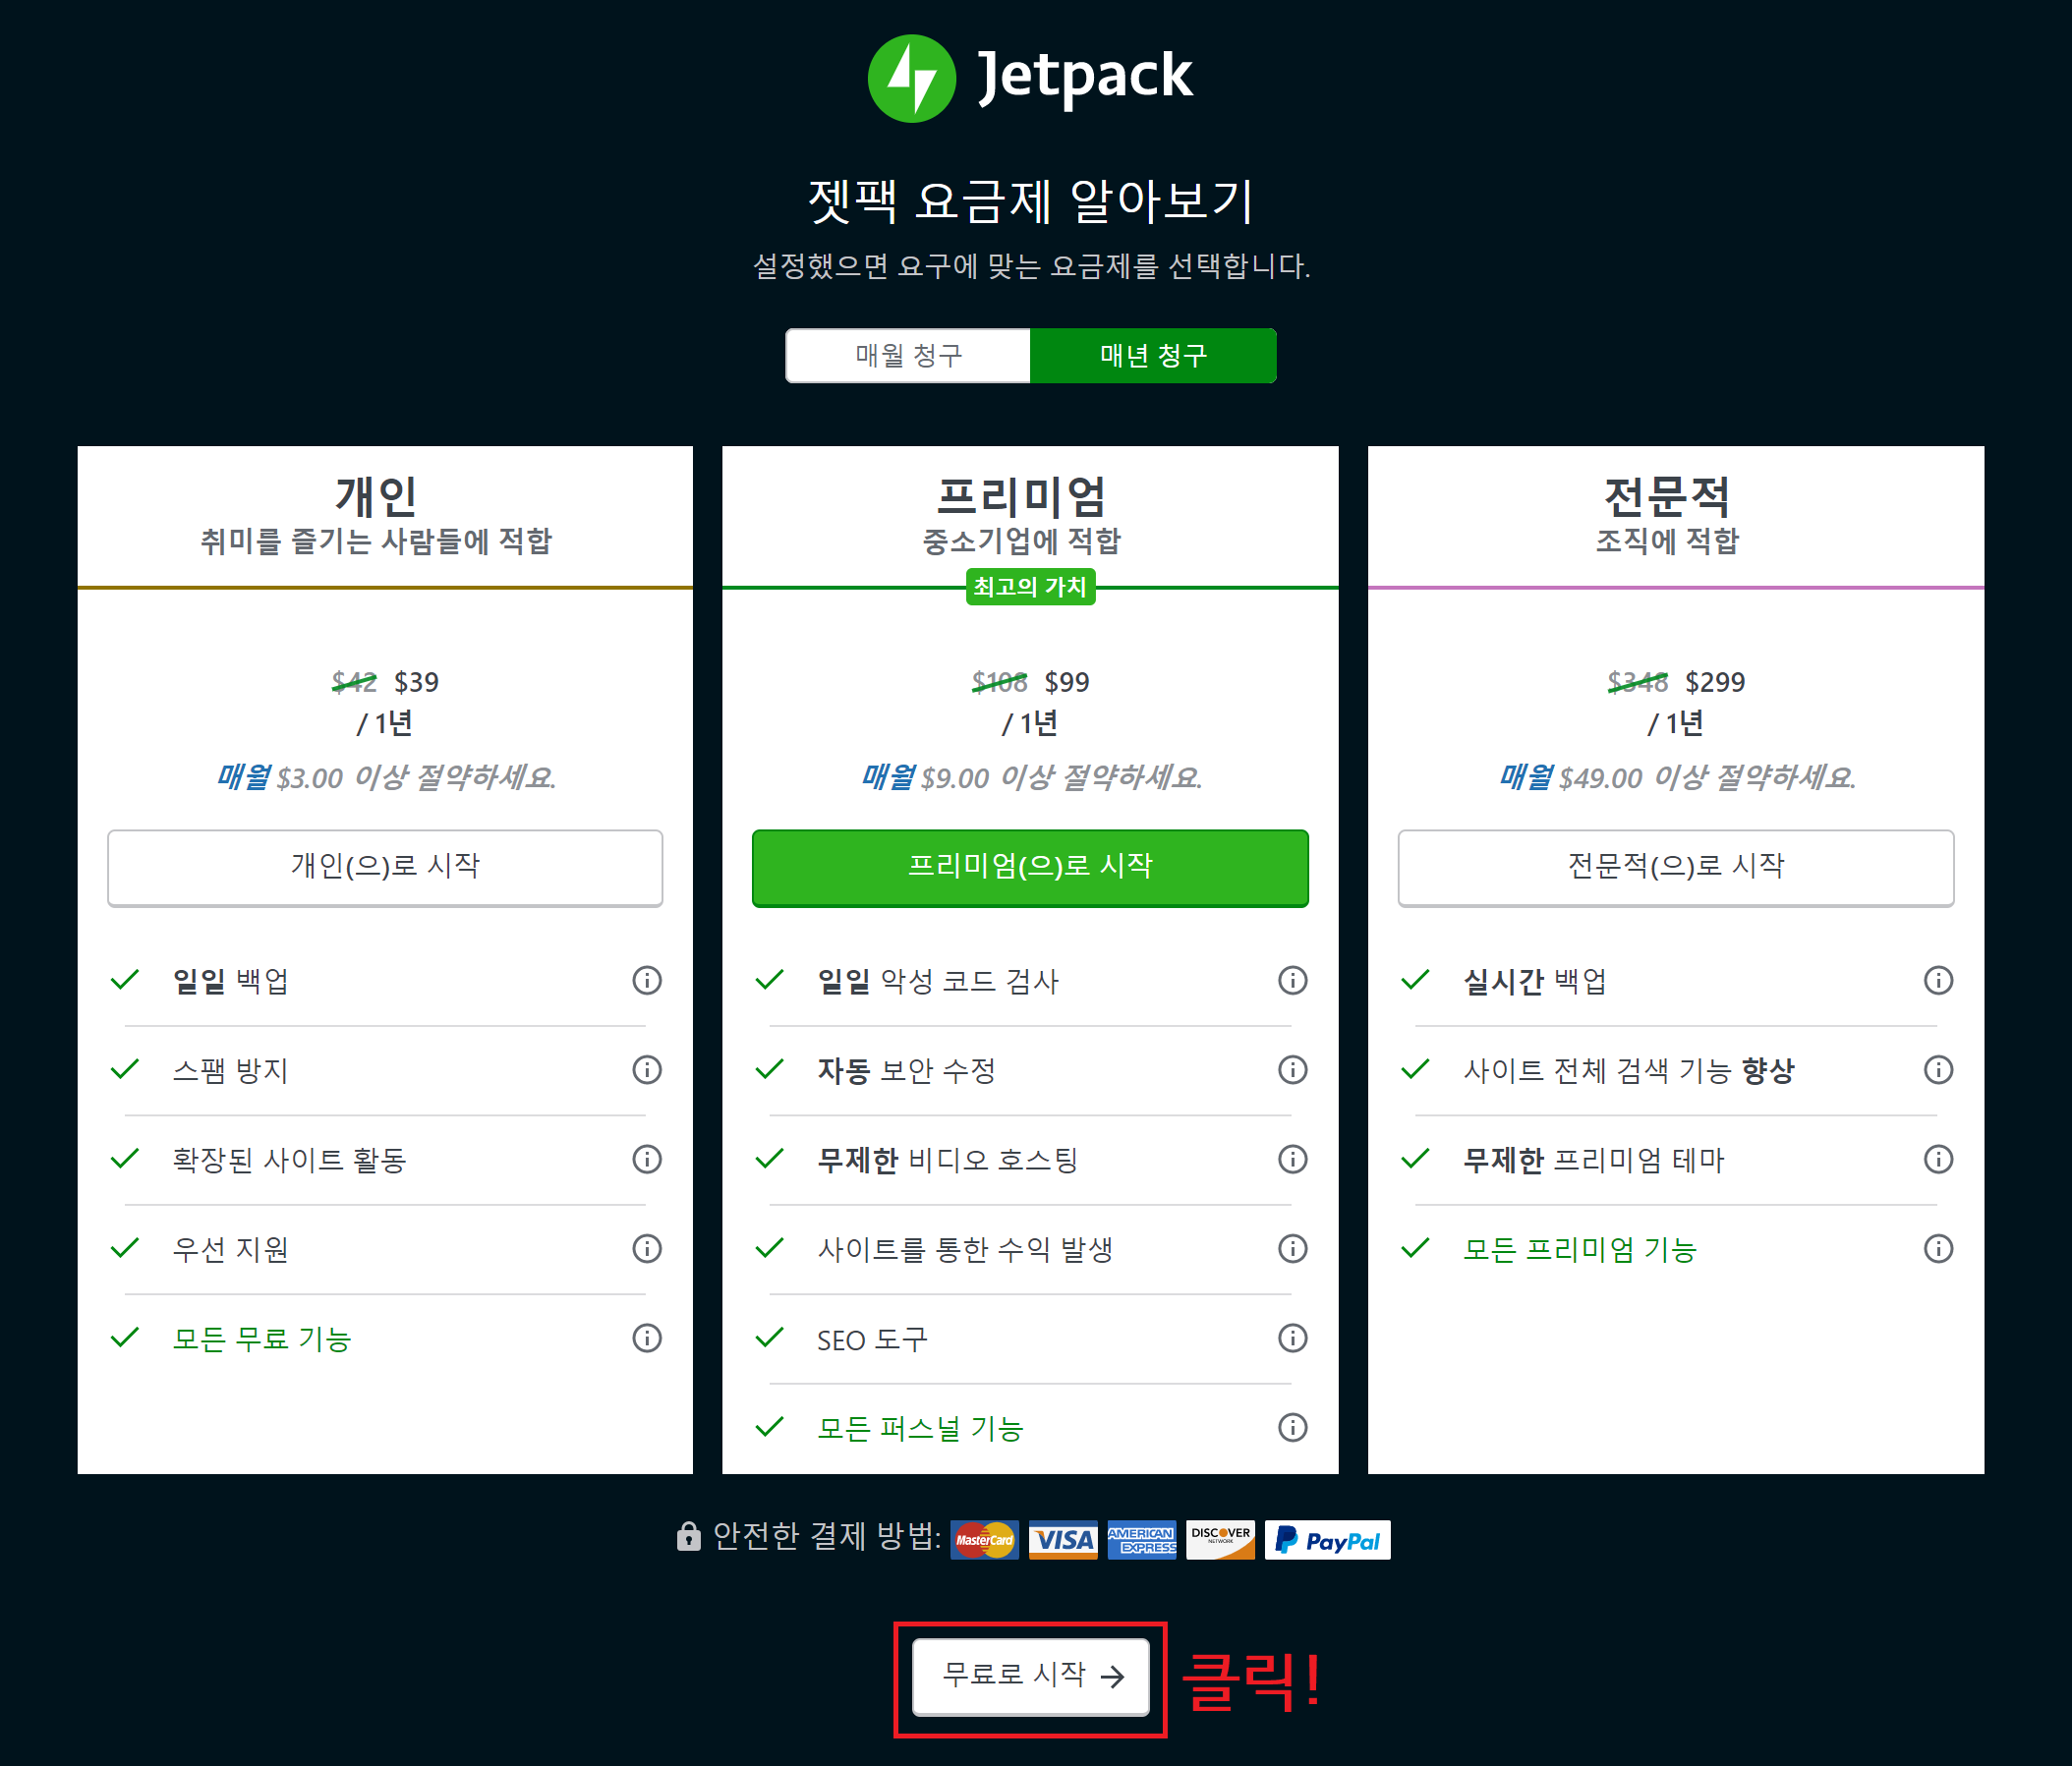 Jetpack
젯팩 요금제 알아보기
설정했으면 요구에 맞는 요금제를 선택합니다.
매월 청구
매년 청구
개인
취미를 즐기는 사람들에 적합
$42 $39
/ 1년
매월 $3.00 이상 절약하세요.
개인(으)로 시작
일일 백업
스팸 방지
확장된 사이트 활동
우선 지원
모든 무료 기능
프리미엄
중소기업에 적합
최고의 가치
$108 $99
/ 1년
매월 $9.00 이상 절약하세요.
프리미엄(으)로 시작
일일 악성 코드 검사
자동 보안 수정
무제한 비디오 호스팅
사이트를 통한 수익 발생
SEO 도구
모든 퍼스널 기능
전문적
조직에 적합
$348 $299
/ 1년
매월 $49.00 이상 절약하세요.
전문적(으)로 시작
실시간 백업
사이트 전체 검색 기능 향상
무제한 프리미엄 테마
모든 프리미엄 기능
안전한 결제 방법: MasterCard VISA AMERICAN EXPRESS DISCOVER NETWORK PayPal
무료로 시작 →
클릭!